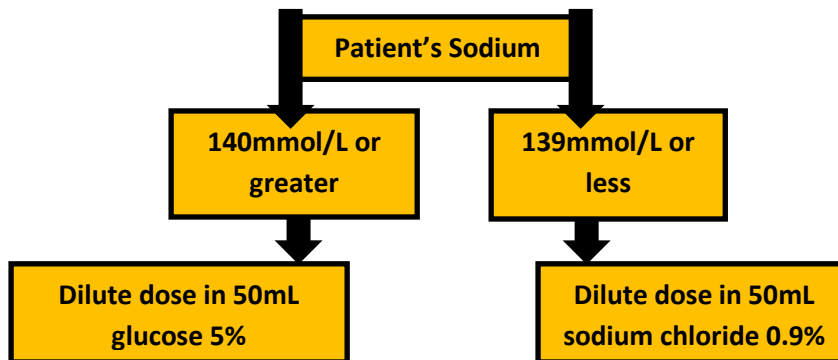 Patient's Sodium
140mmol/L or
greater
139mmol/L or
less
Dilute dose in 50mL
glucose 5%
Dilute dose in 50mL
sodium chloride 0.9%